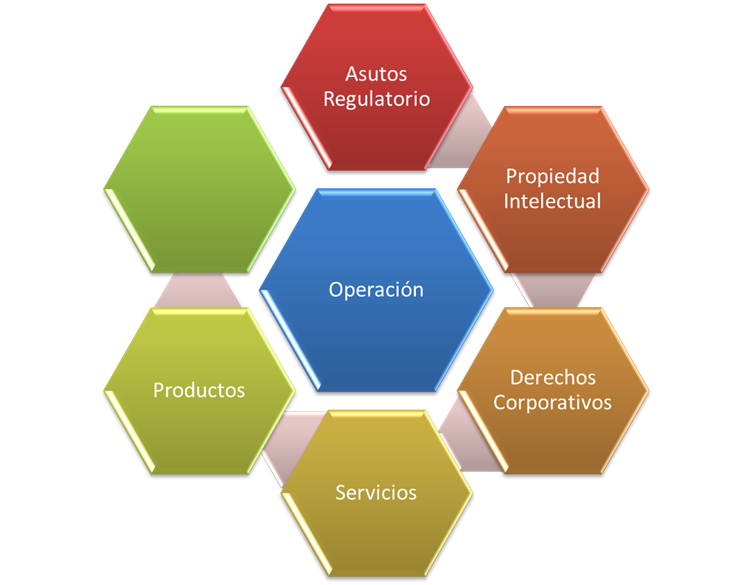 Asutos
Regulatorio
Propiedad
Intelectual
Operación
Derechos
Corporativos
Productos
Servicios